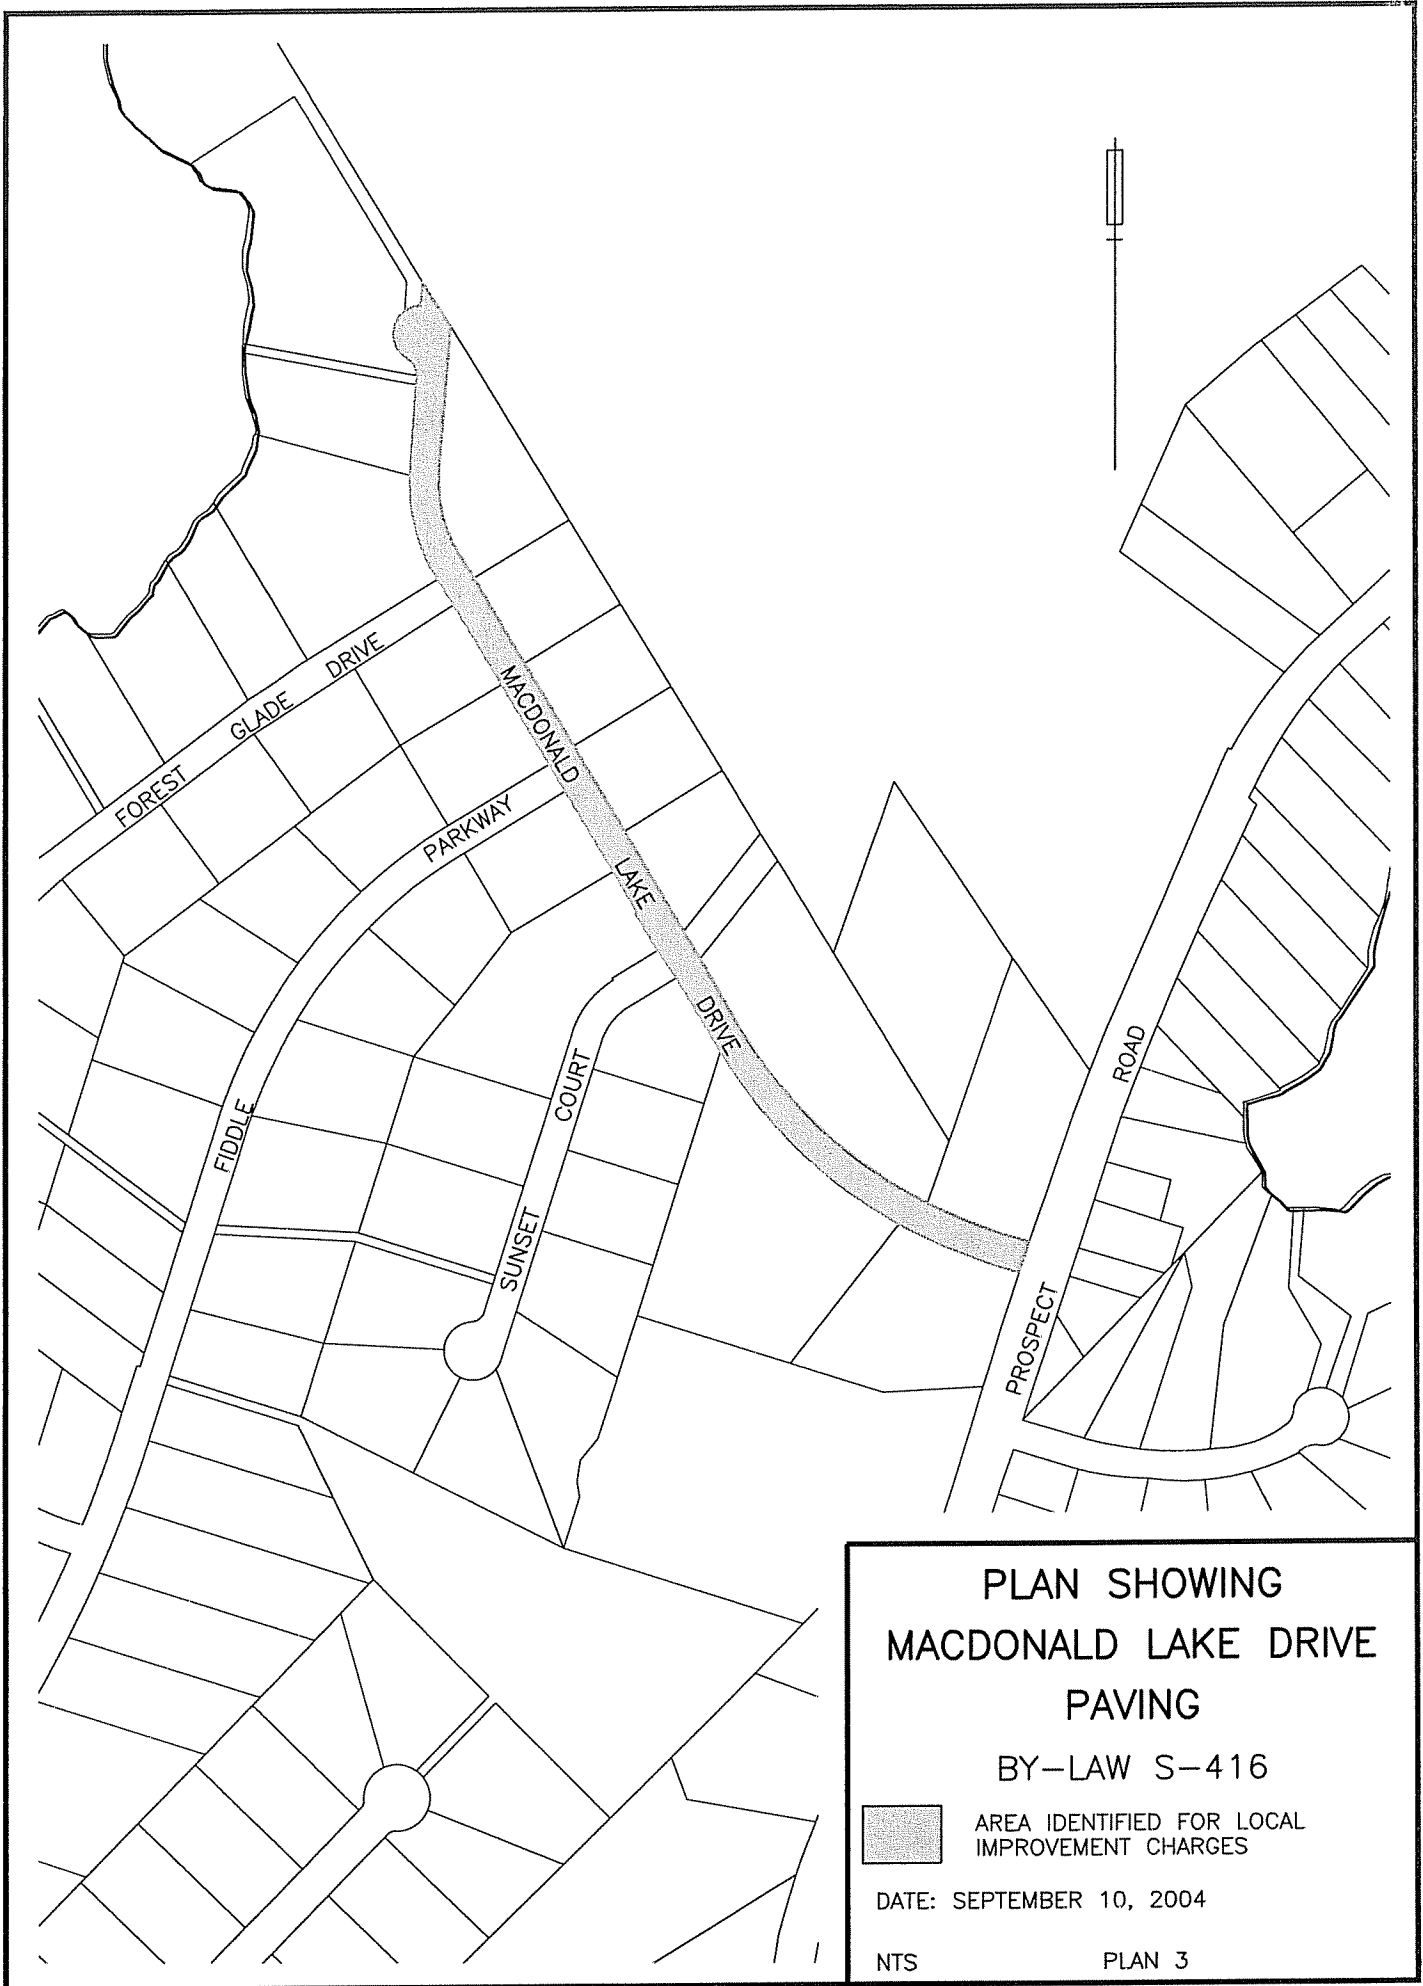 FOREST GLADE DRIVE
MACDONALD LAKE DRIVE
FIDDLE PARKWAY
SUNSET COURT
PROSPECT ROAD
PLAN SHOWING
MACDONALD LAKE DRIVE
PAVING
BY-LAW S-416
AREA IDENTIFIED FOR LOCAL
IMPROVEMENT CHARGES
DATE: SEPTEMBER 10, 2004
NTS PLAN 3